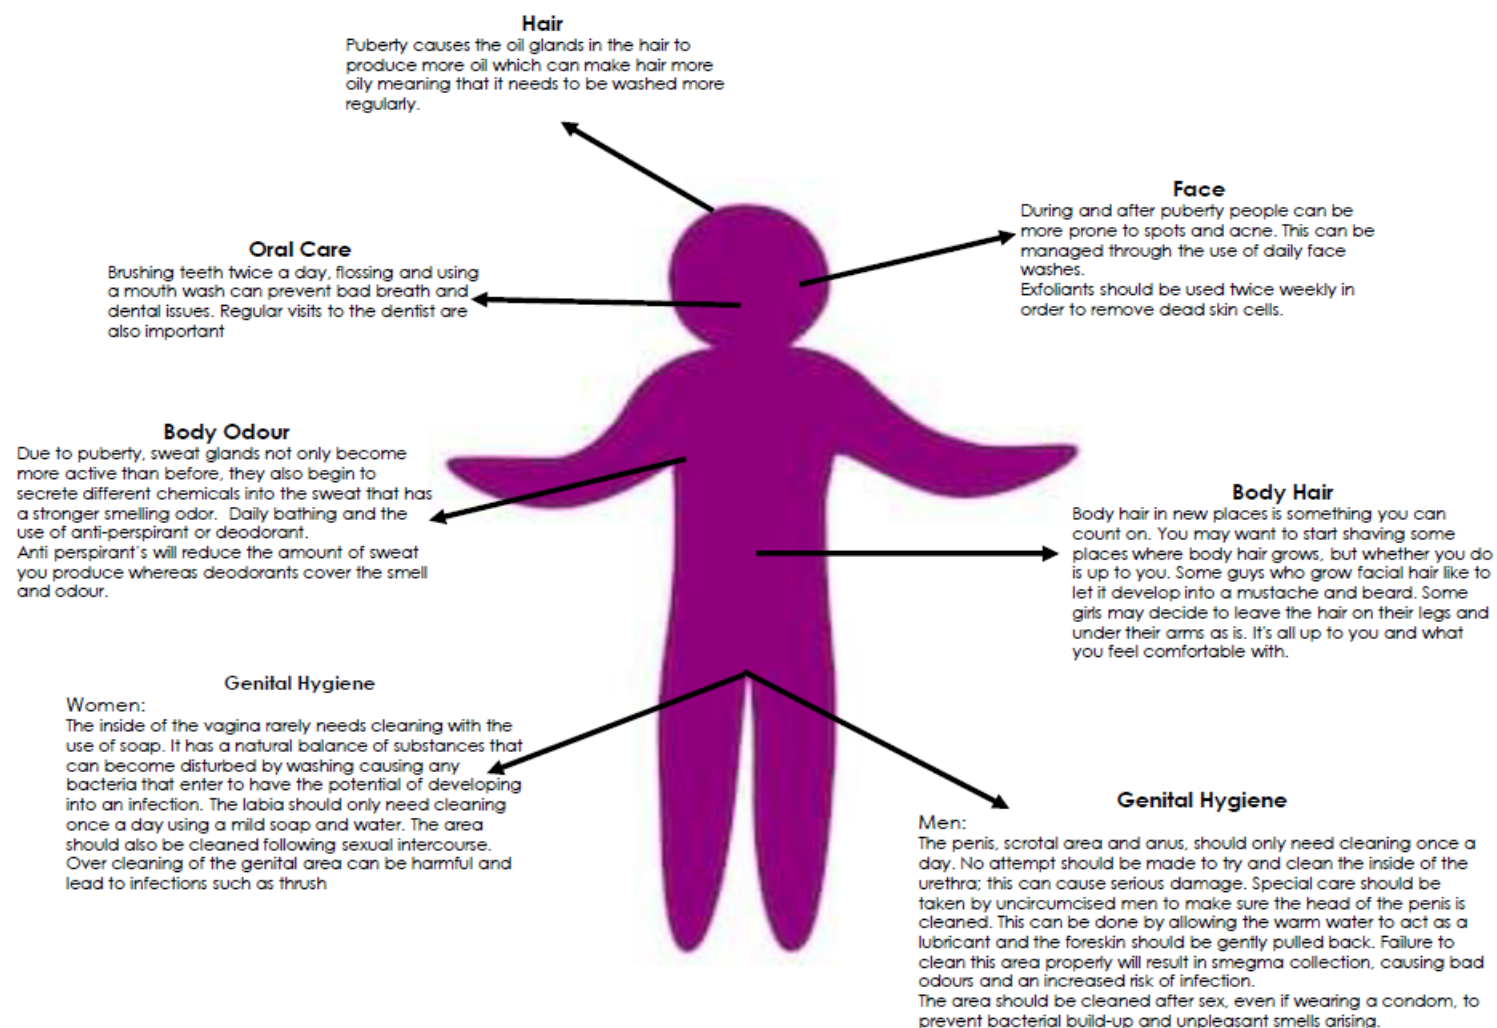 Hair
Puberty causes the oil glands in the hair to
produce more oil which can make hair more
oily meaning that it needs to be washed more
regularly.
Face
During and after puberty people can be
more prone to spots and acne. This can be
managed through the use of daily face
washes.
Exfoliants should be used twice weekly in
order to remove dead skin cells.
Oral Care
Brushing teeth twice a day, flossing and using
a mouth wash can prevent bad breath and
dental issues. Regular visits to the dentist are
also important
Body Odour
Due to puberty, sweat glands not only become
more active than before, they also begin to
secrete different chemicals into the sweat that has
a stronger smelling odor.  Daily bathing and the
use of anti-perspirant or deodorant.
Anti perspirant's will reduce the amount of sweat
you produce whereas deodorants cover the smell
and odour.
Body Hair
Body hair in new places is something you can
count on. You may want to start shaving some
places where body hair grows, but whether you do
is up to you. Some guys who grow facial hair like to
let it develop into a mustache and beard. Some
girls may decide to leave the hair on their legs and
under their arms as is. It's all up to you and what
you feel comfortable with.
Genital Hygiene
Women:
The inside of the vagina rarely needs cleaning with the
use of soap. It has a natural balance of substances that
can become disturbed by washing causing any
bacteria that enter to have the potential of developing
into an infection. The labia should only need cleaning
once a day using a mild soap and water. The area
should also be cleaned following sexual intercourse.
Over cleaning of the genital area can be harmful and
lead to infections such as thrush
Genital Hygiene
Men:
The penis, scrotal area and anus, should only need cleaning once a
day. No attempt should be made to try and clean the inside of the
urethra; this can cause serious damage. Special care should be
taken by uncircumcised men to make sure the head of the penis is
cleaned. This can be done by allowing the warm water to act as a
lubricant and the foreskin should be gently pulled back. Failure to
clean this area properly will result in smegma collection, causing bad
odours and an increased risk of infection.
The area should be cleaned after sex, even if wearing a condom, to
prevent bacterial build-up and unpleasant smells arising.